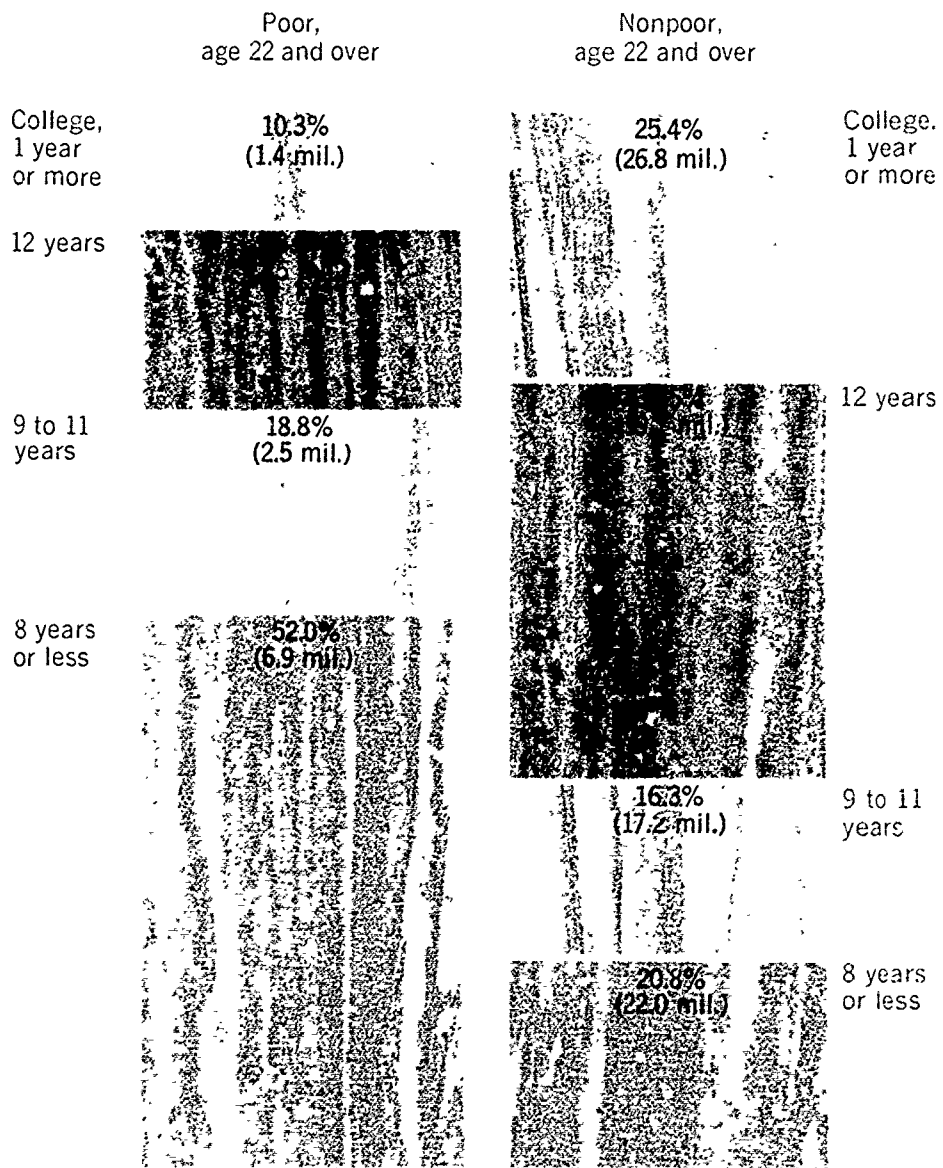 Poor,
age 22 and over
Nonpoor,
age 22 and over
College,
1 year
or more
10.3%
(1.4 mil.)
25.4%
(26.8 mil.)
College.
1 year
or more
12 years
12 years
mil.)
9 to 11
years
18.8%
(2.5 mil.)
8 years
or less
52.0%
(6.9 mil.)
16.3%
(17.2 mil.)
9 to 11
years
20.8%
(22.0 mil.)
8 years
or less